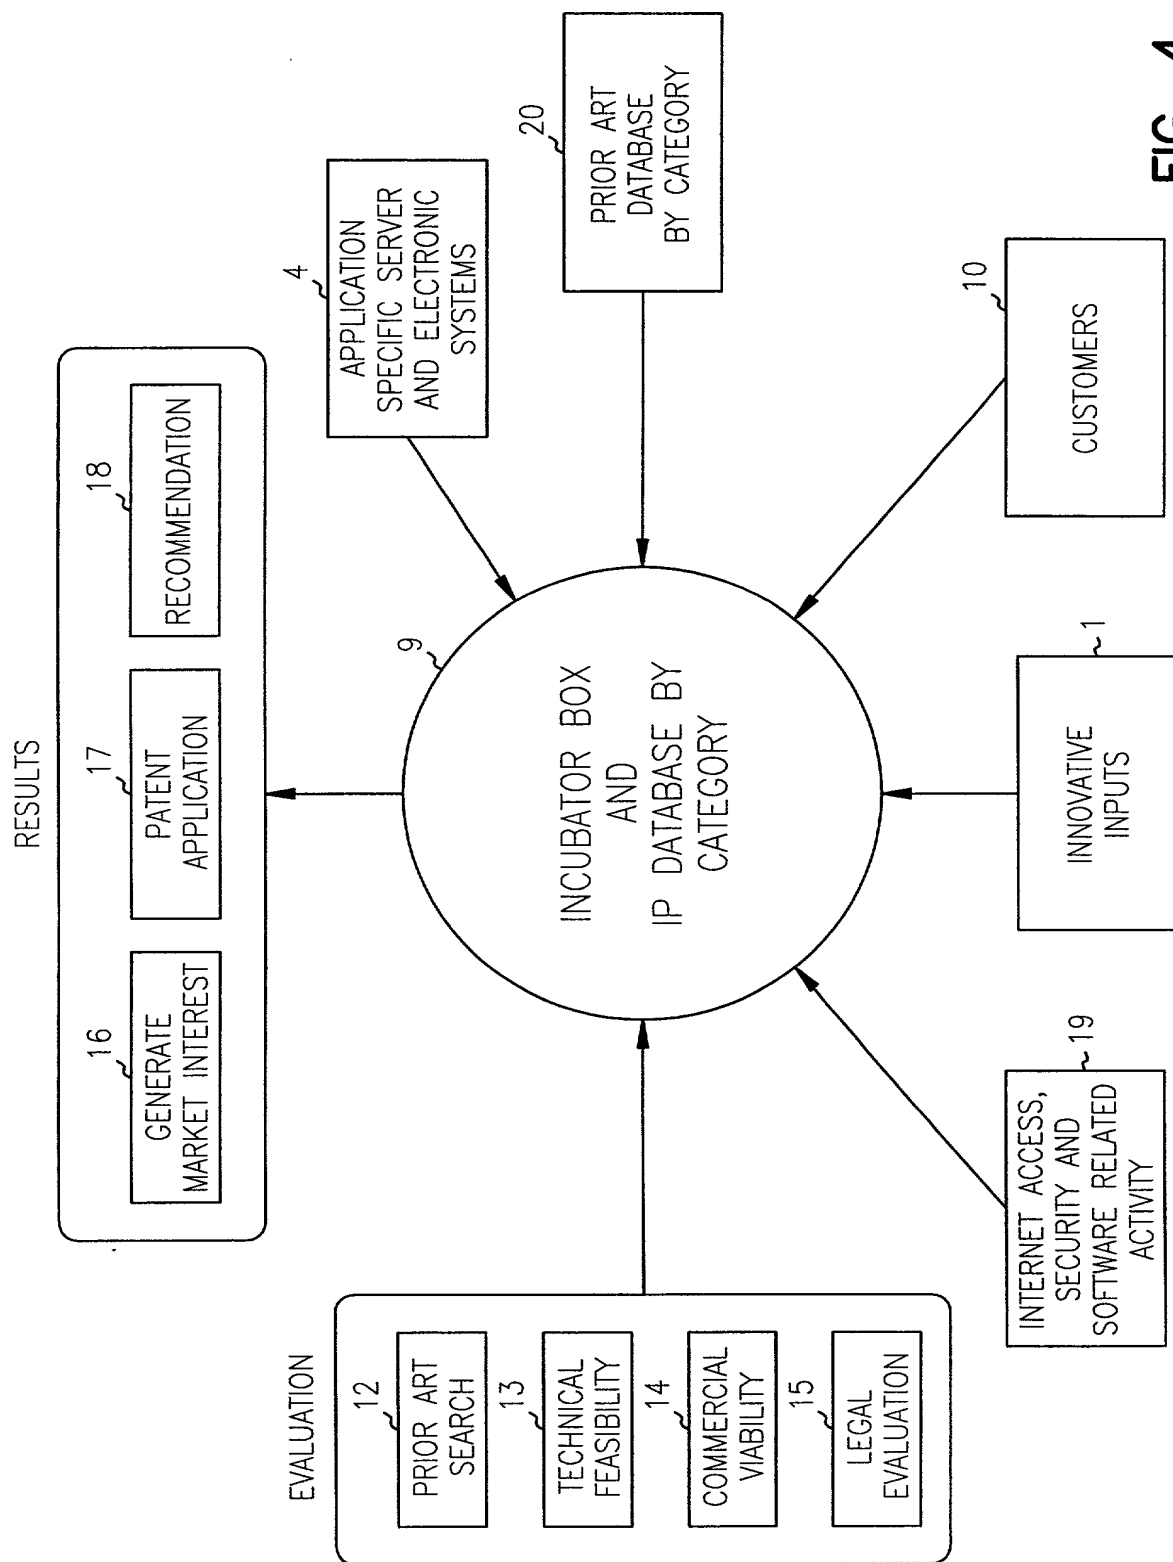 RESULTS
16
GENERATE
MARKET INTEREST
17
PATENT
APPLICATION
18
RECOMMENDATION
EVALUATION
12
PRIOR ART
SEARCH
13
TECHNICAL
FEASIBILITY
14
COMMERCIAL
VIABILITY
15
LEGAL
EVALUATION
9
INCUBATOR BOX
AND
IP DATABASE BY
CATEGORY
4
APPLICATION
SPECIFIC SERVER
AND ELECTRONIC
SYSTEMS
20
PRIOR ART
DATABASE
BY CATEGORY
19
INTERNET ACCESS,
SECURITY AND
SOFTWARE RELATED
ACTIVITY
1
INNOVATIVE
INPUTS
10
CUSTOMERS
FIG. 4